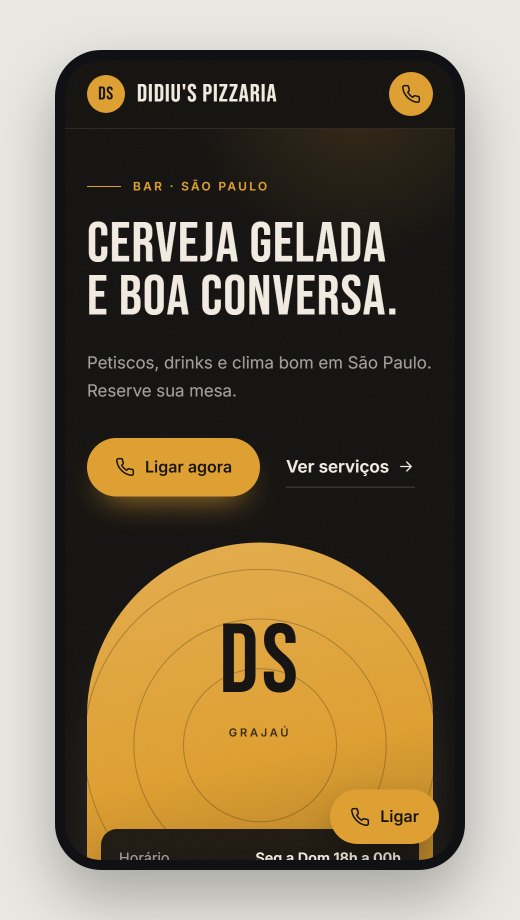 DS DIDIU'S PIZZARIA
BAR · SÃO PAULO
CERVEJA GELADA
E BOA CONVERSA.
Petiscos, drinks e clima bom em São Paulo.
Reserve sua mesa.
Ligar agora
Ver serviços →
DS
GRAJAÚ
Ligar
Horário
Seg a Dom 18h a 00h